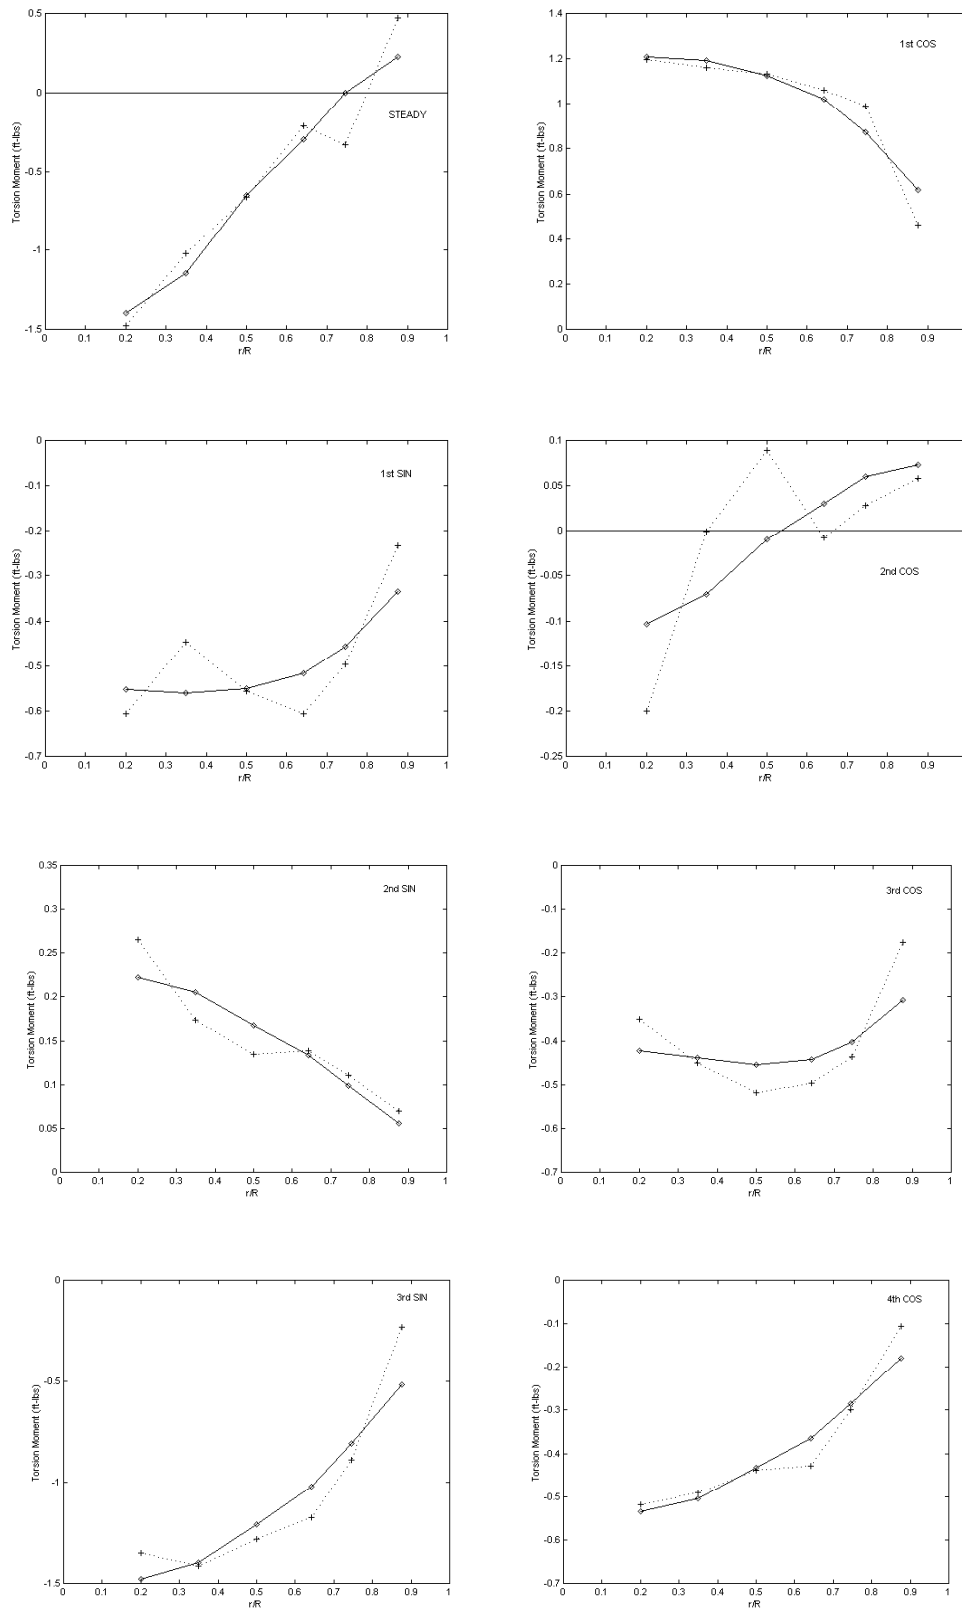 0.5
0
-0.5
-1
-1.5
Torsion Moment (ft-lbs)
STEADY
0 0.1 0.2 0.3 0.4 0.5 0.6 0.7 0.8 0.9 1
r/R
1.4
1.2
1
0.8
0.6
0.4
0.2
0
Torsion Moment (ft-lbs)
1st COS
0 0.1 0.2 0.3 0.4 0.5 0.6 0.7 0.8 0.9
r/R
0
-0.1
-0.2
-0.3
-0.4
-0.5
-0.6
-0.7
Torsion Moment (ft-lbs)
1st SIN
0 0.1 0.2 0.3 0.4 0.5 0.6 0.7 0.8 0.9 1
r/R
0.1
0.05
0
-0.05
-0.1
-0.15
-0.2
-0.25
Torsion Moment (ft-lbs)
2nd COS
0 0.1 0.2 0.3 0.4 0.5 0.6 0.7 0.8 0.9
r/R
0.35
0.3
0.25
0.2
0.15
0.1
0.05
0
Torsion Moment (ft-lbs)
2nd SIN
0 0.1 0.2 0.3 0.4 0.5 0.6 0.7 0.8 0.9 1
r/R
0
-0.1
-0.2
-0.3
-0.4
-0.5
-0.6
-0.7
Torsion Moment (ft-lbs)
3rd COS
0 0.1 0.2 0.3 0.4 0.5 0.6 0.7 0.8 0.9 1
r/R
0
-0.5
-1
-1.5
Torsion Moment (ft-lbs)
3rd SIN
0 0.1 0.2 0.3 0.4 0.5 0.6 0.7 0.8 0.9 1
r/R
0
-0.1
-0.2
-0.3
-0.4
-0.5
-0.6
-0.7
Torsion Moment (ft-lbs)
4th COS
0 0.1 0.2 0.3 0.4 0.5 0.6 0.7 0.8 0.9 1
r/R